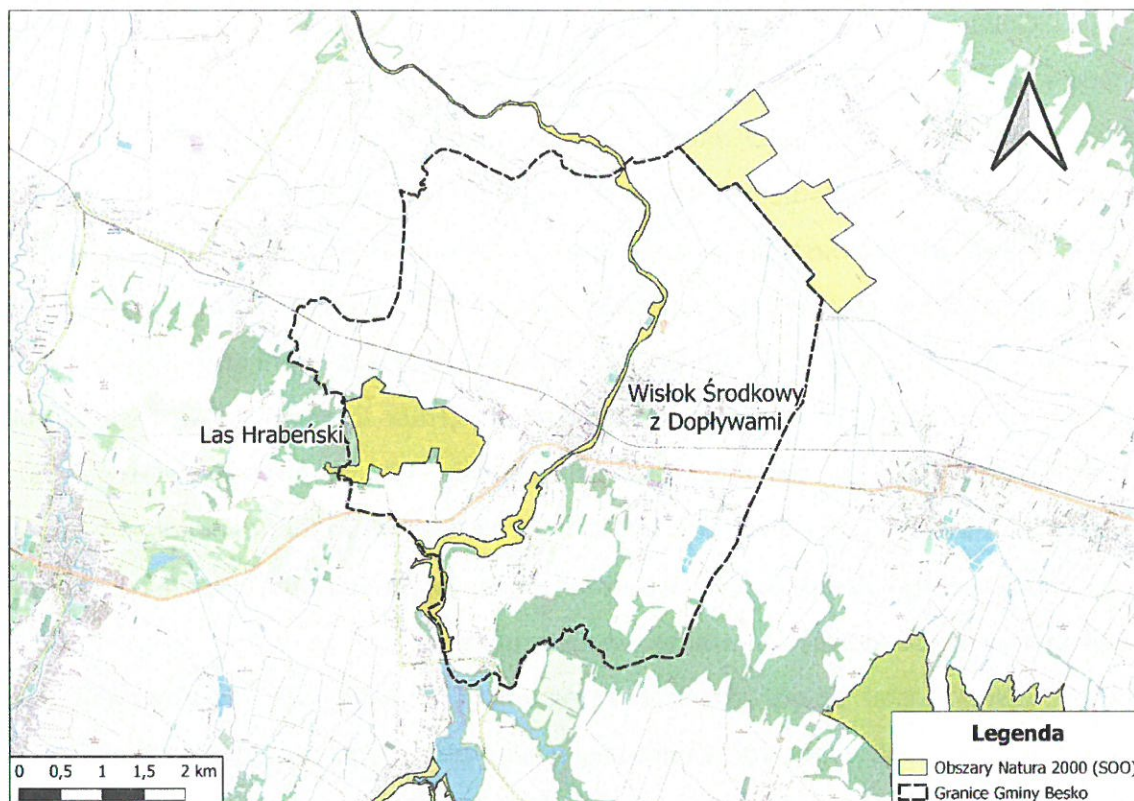 Wisłok Środkowy
z Dopływami
Las Hrabeński
Legenda
Obszary Natura 2000 (SOO)
Granice Gminy Besko
0 0,5 1 1,5 2 km